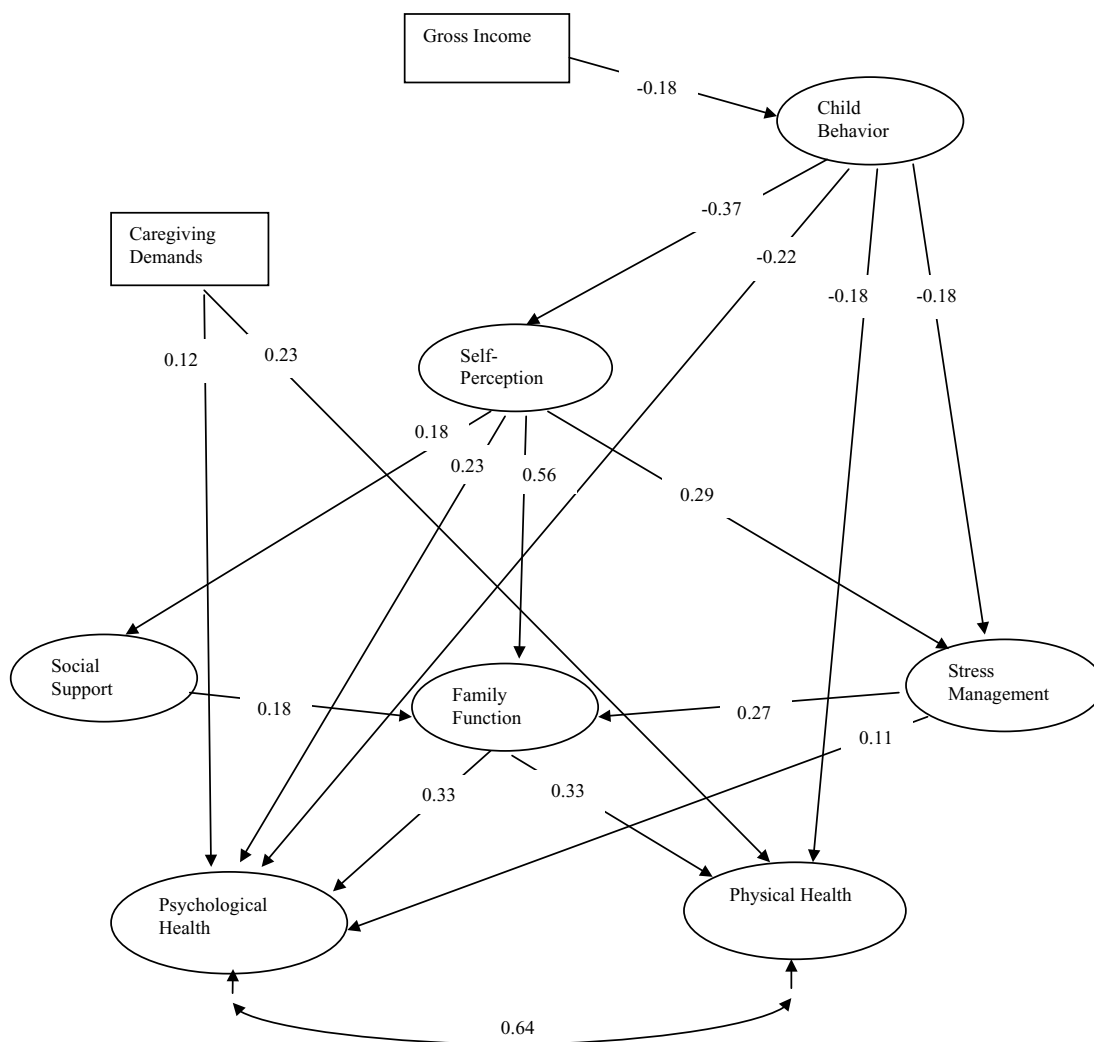 Gross Income
-0.18
Child
Behavior
-0.37
Caregiving
Demands
-0.22
-0.18
-0.18
0.12
0.23
Self-
Perception
0.18
0.23
0.56
0.29
Social
Support
0.18
Family
Function
0.27
Stress
Management
0.11
0.33
0.33
Psychological
Health
Physical Health
0.64